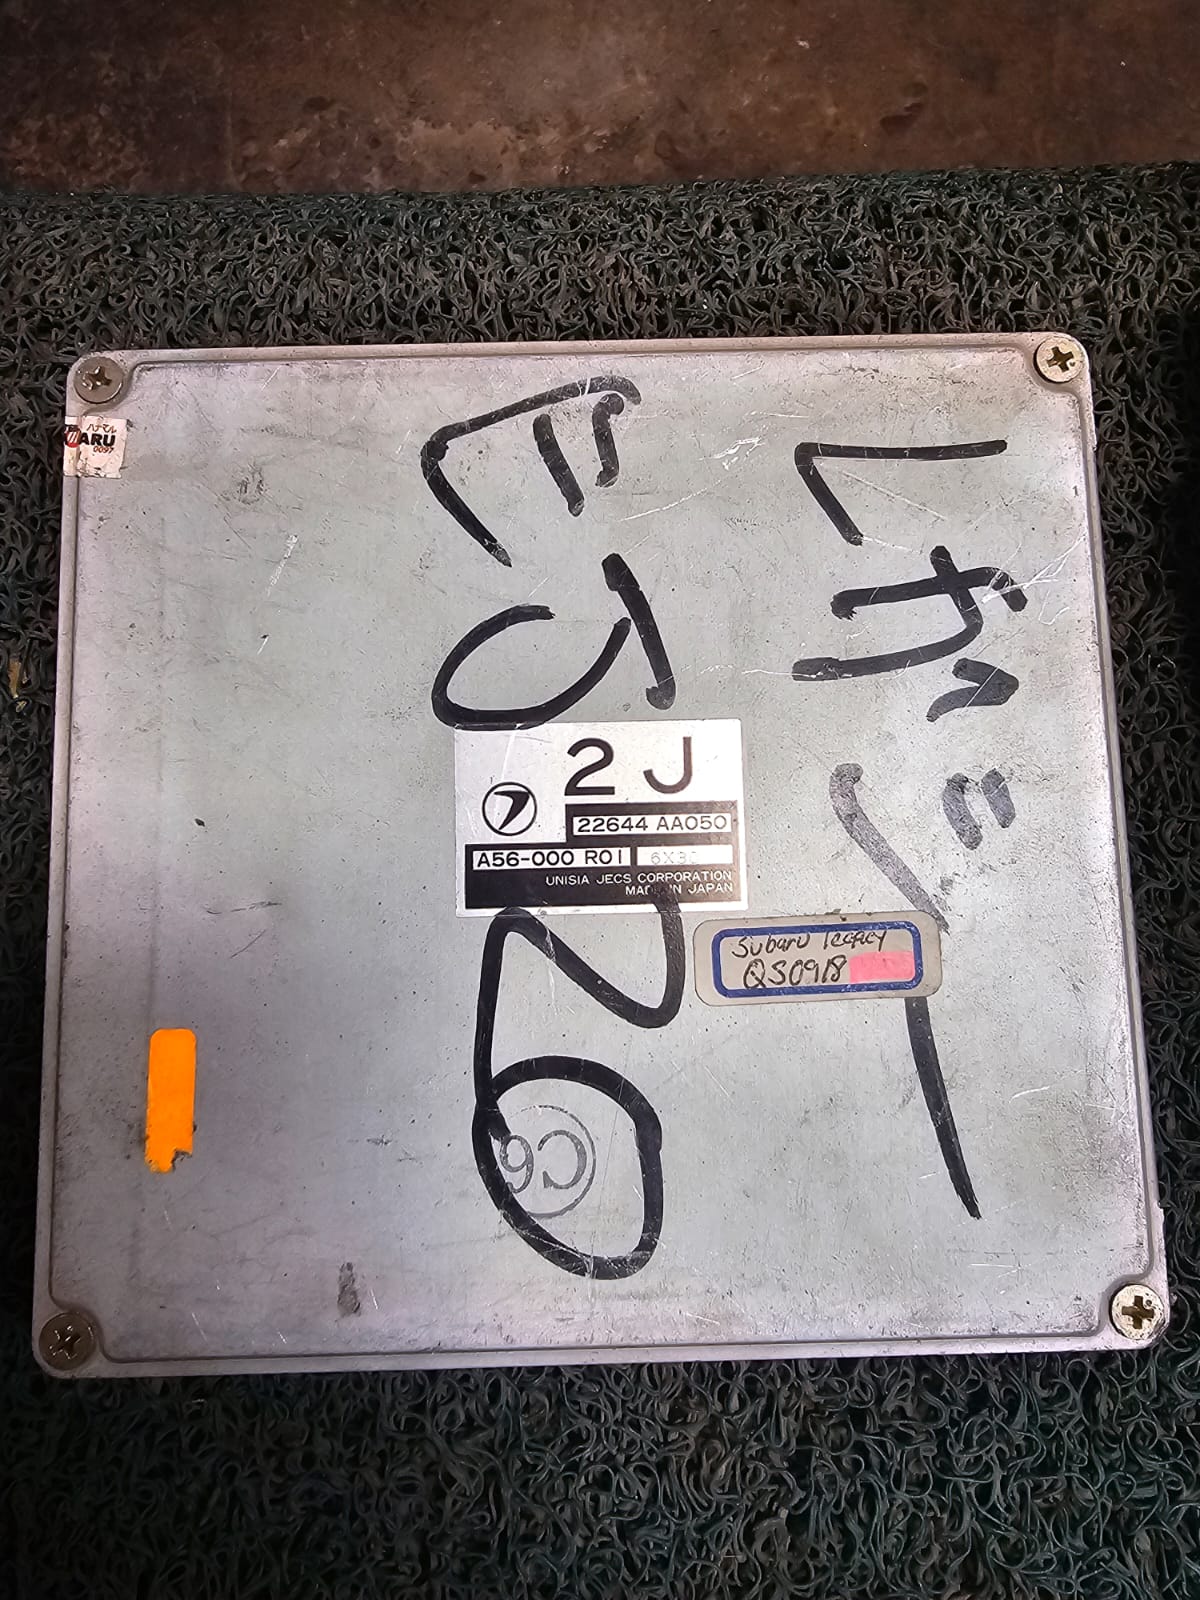 レガシー
EJ20
2 J
22644 AA050
A56-000 R01
UNISIA JECS CORPORATION
MADE IN JAPAN
Subaru legacy
QS0918
C6
ARU